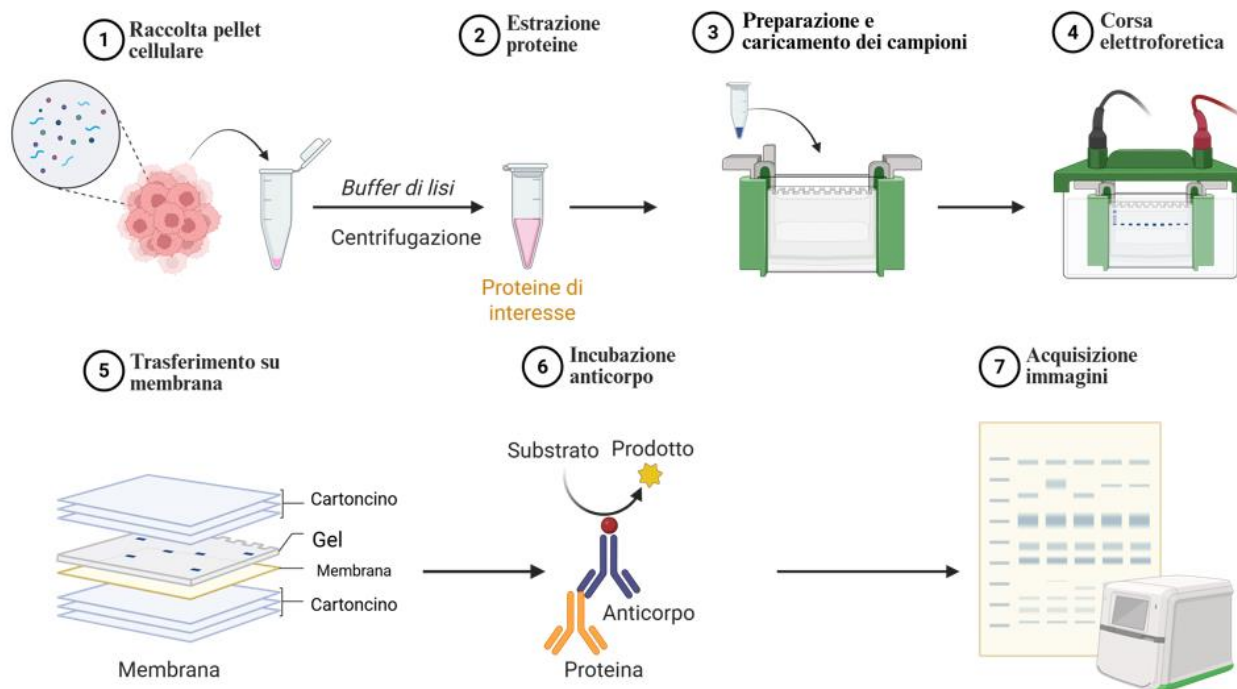 1
Raccolta pellet
cellulare
2
Estrazione
proteine
3
Preparazione e
caricamento dei campioni
4
Corsa
elettroforetica
Buffer di lisi
Centrifugazione
Proteine di
interesse
5
Trasferimento su
membrana
6
Incubazione
anticorpo
7
Acquisizione
immagini
Cartoncino
Gel
Membrana
Cartoncino
Membrana
Substrato
Prodotto
Anticorpo
Proteina